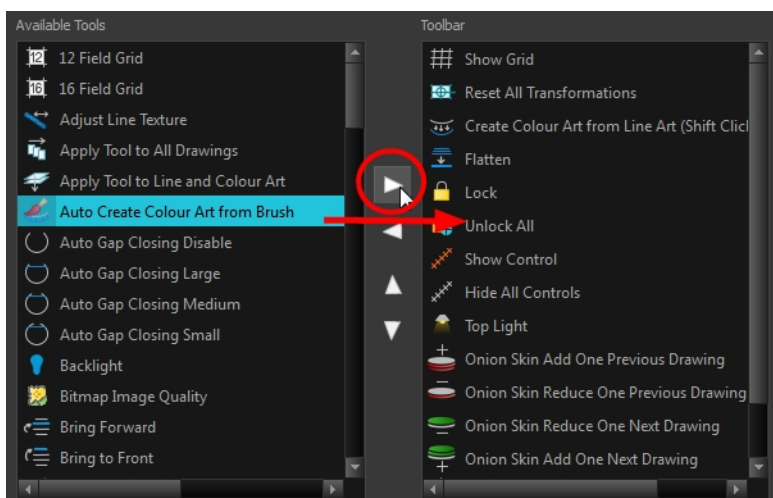 Available Tools
12 12 Field Grid
16 16 Field Grid
Adjust Line Texture
Apply Tool to All Drawings
Apply Tool to Line and Colour Art
Auto Create Colour Art from Brush
Auto Gap Closing Disable
Auto Gap Closing Large
Auto Gap Closing Medium
Auto Gap Closing Small
Backlight
Bitmap Image Quality
Bring Forward
Bring to Front
Toolbar
Show Grid
Reset All Transformations
Create Colour Art from Line Art (Shift Clicl
Flatten
Lock
Unlock All
Show Control
Hide All Controls
Top Light
Onion Skin Add One Previous Drawing
Onion Skin Reduce One Previous Drawing
Onion Skin Reduce One Next Drawing
Onion Skin Add One Next Drawing